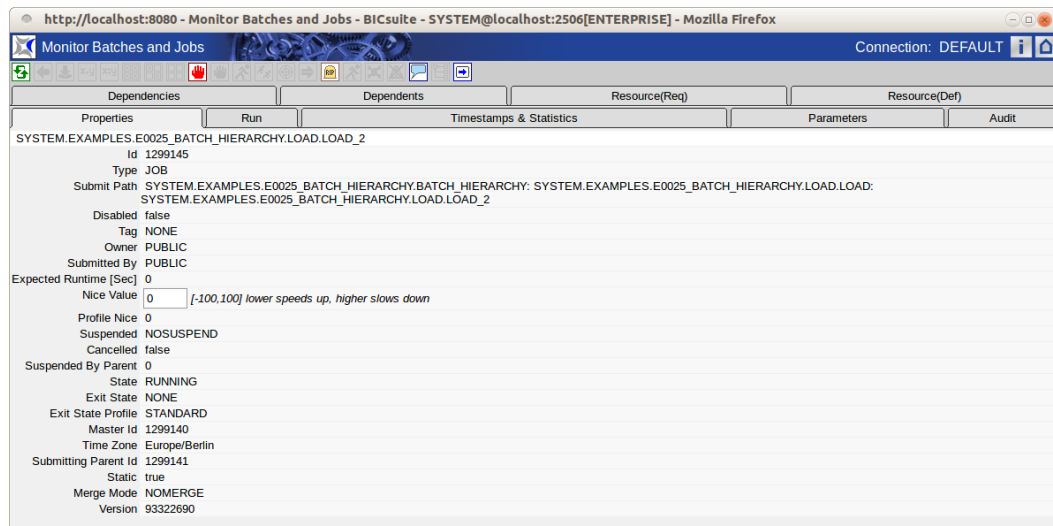 http://localhost:8080 - Monitor Batches and Jobs - BICsuite - SYSTEM@localhost:2506[ENTERPRISE] - Mozilla Firefox
Monitor Batches and Jobs Connection: DEFAULT
RIP
Dependencies Dependents Resource(Req) Resource(Def)
Properties Run Timestamps & Statistics Parameters Audit
SYSTEM.EXAMPLES.E0025_BATCH_HIERARCHY.LOAD.LOAD_2
Id 1299145
Type JOB
Submit Path SYSTEM.EXAMPLES.E0025_BATCH_HIERARCHY.BATCH_HIERARCHY: SYSTEM.EXAMPLES.E0025_BATCH_HIERARCHY.LOAD.LOAD:
SYSTEM.EXAMPLES.E0025_BATCH_HIERARCHY.LOAD.LOAD_2
Disabled false
Tag NONE
Owner PUBLIC
Submitted By PUBLIC
Expected Runtime [Sec] 0
Nice Value 0 [-100,100] lower speeds up, higher slows down
Profile Nice 0
Suspended NOSUSPEND
Cancelled false
Suspended By Parent 0
State RUNNING
Exit State NONE
Exit State Profile STANDARD
Master Id 1299140
Time Zone Europe/Berlin
Submitting Parent Id 1299141
Static true
Merge Mode NOMERGE
Version 93322690